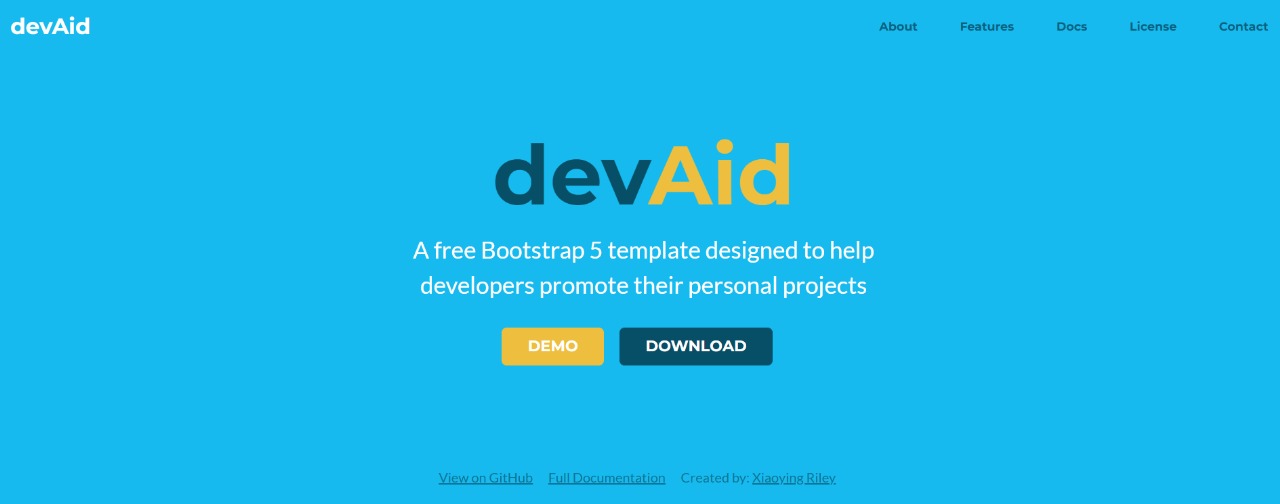 devAid
About Features Docs License Contact
devAid
A free Bootstrap 5 template designed to help
developers promote their personal projects
DEMO DOWNLOAD
View on GitHub Full Documentation Created by: Xiaoying Riley